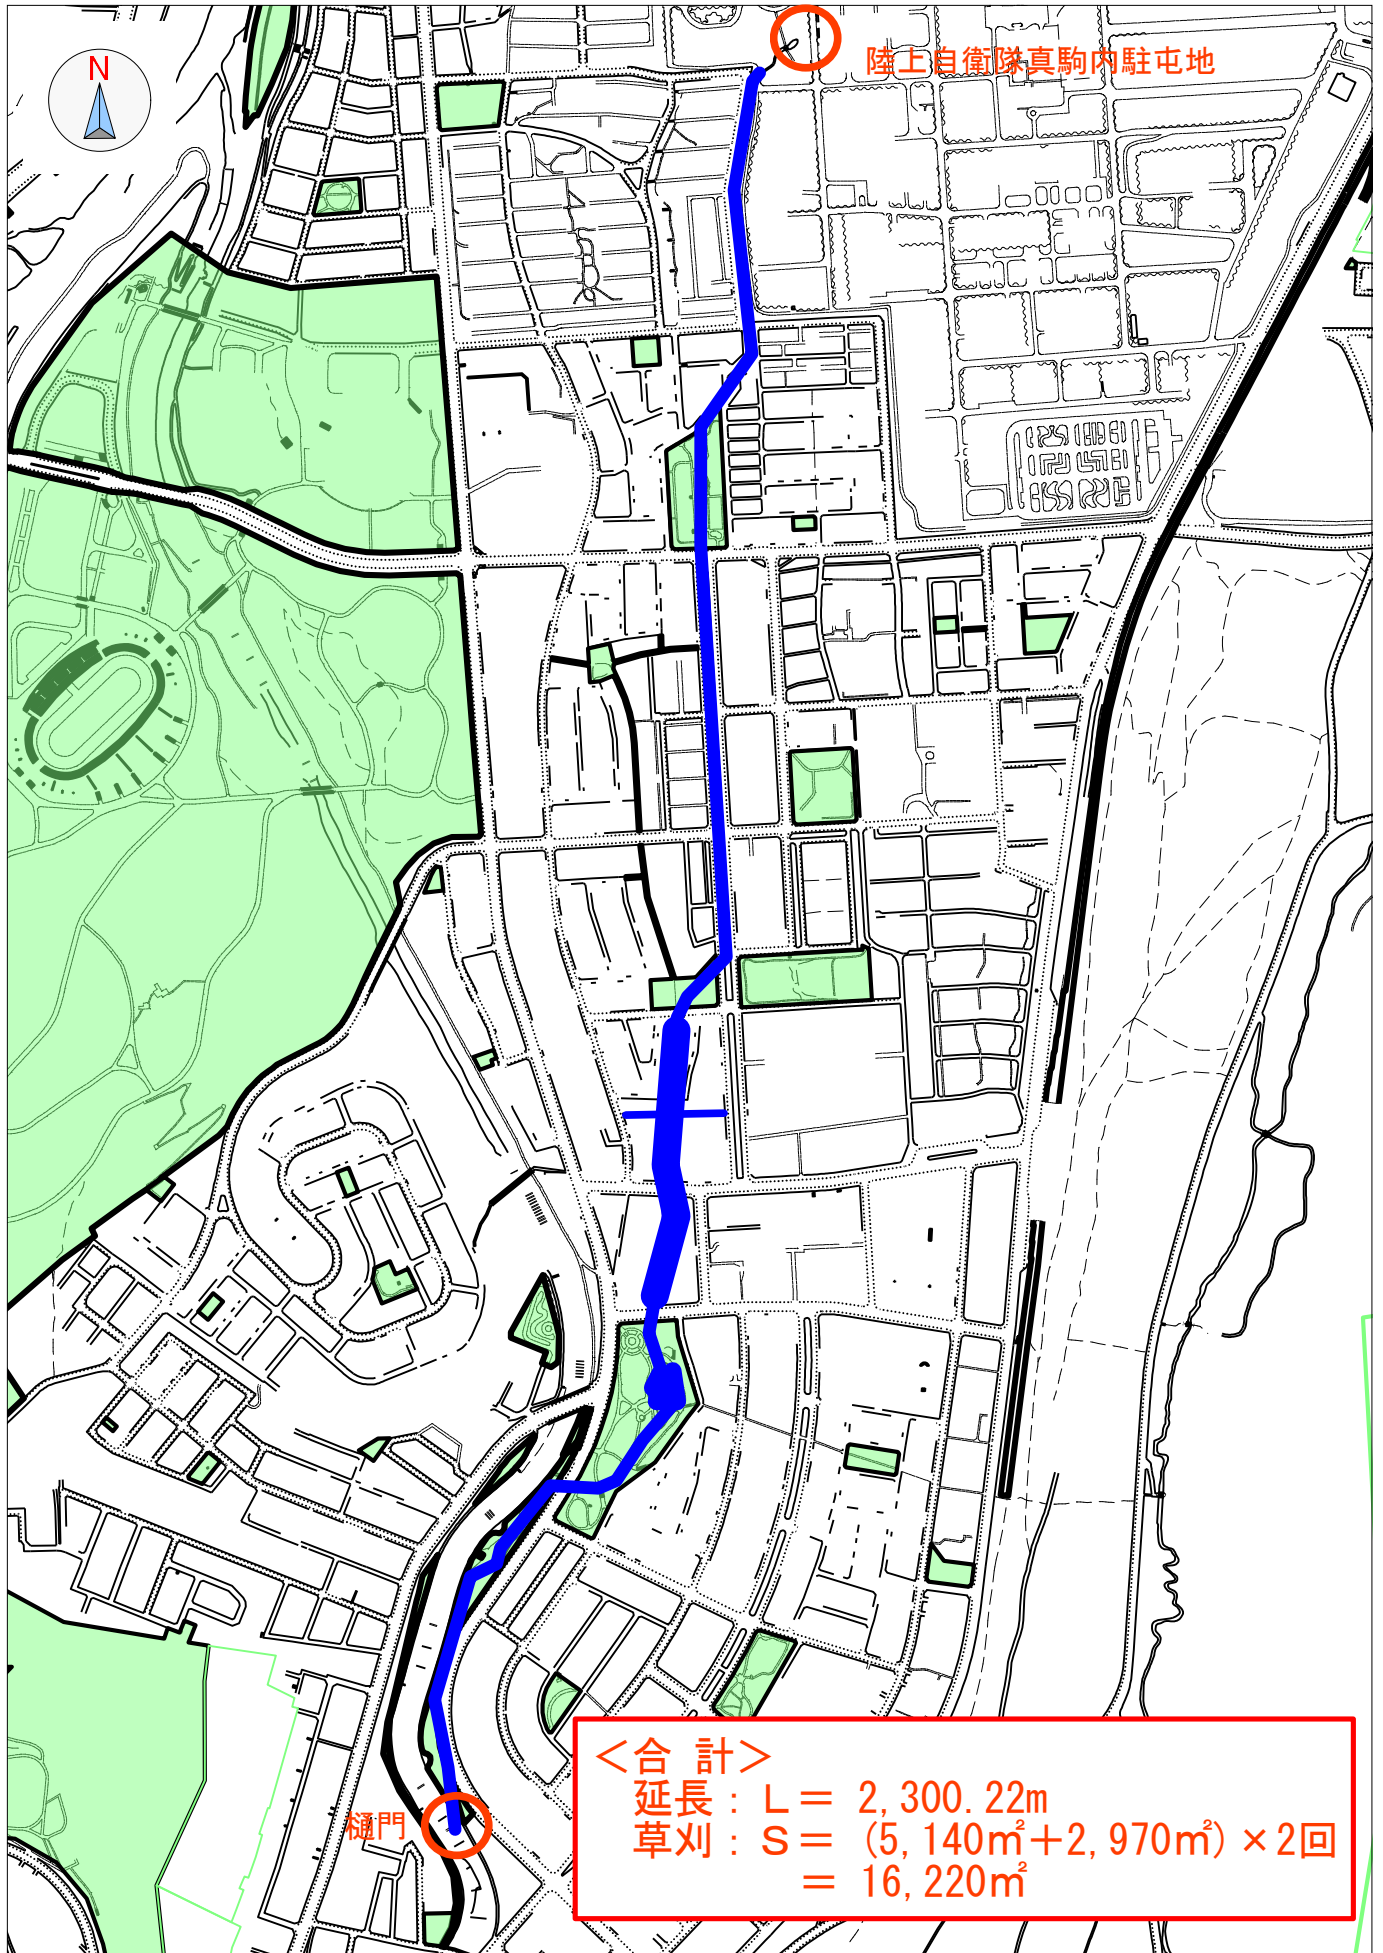 N
陸上自衛隊真駒内駐屯地
樋門
＜合 計＞
延長：Ｌ＝ 2,300.22m
草刈：Ｓ＝ (5,140㎡＋2,970㎡)×2回
＝ 16,220㎡